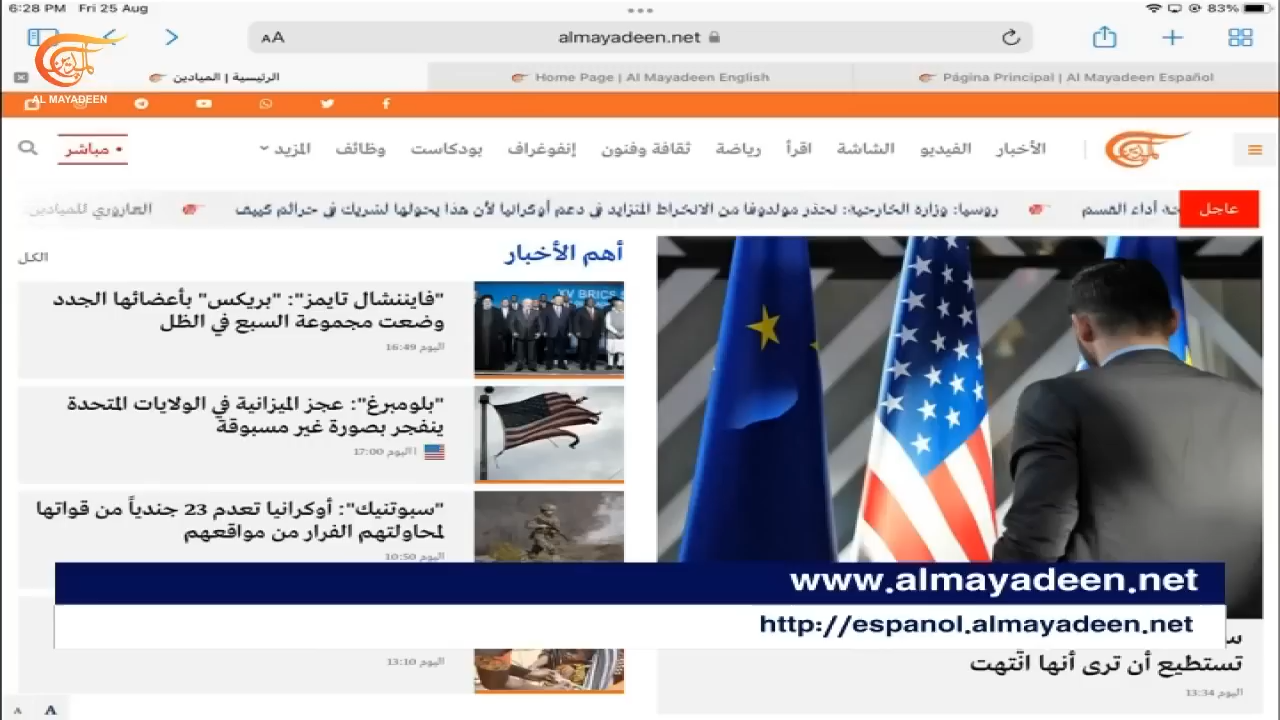 6:28 PM Fri 25 Aug
83%
AA
almayadeen.net
AL MAYADEEN
الرئيسية | الميادين
Home Page | Al Mayadeen English
Página Principal | Al Mayadeen Español
الأخبار
الفيديو
الشاشة
اقرأ
رياضة
ثقافة وفنون
إنفوغراف
بودكاست
وظائف
المزيد
مباشر
عاجل
أداء القسم
روسيا: وزارة الخارجية: نحذر مولدوفا من الانخراط المتزايد في دعم أوكرانيا لأن هذا يحولها لشريك في جرائم كييف
العاروري للميادين
أهم الأخبار
الكل
"فايننشال تايمز": "بريكس" بأعضائها الجدد
وضعت مجموعة السبع في الظل
اليوم 16:49
XV BRICS S
"بلومبرغ": عجز الميزانية في الولايات المتحدة
ينفجر بصورة غير مسبوقة
اليوم 17:00
"سبوتنيك": أوكرانيا تعدم 23 جندياً من قواتها
لمحاولتهم الفرار من مواقعهم
اليوم 10:50
www.almayadeen.net
http://espanol.almayadeen.net
تستطيع أن ترى أنها انتهت
اليوم 13:10
اليوم 13:34
A A